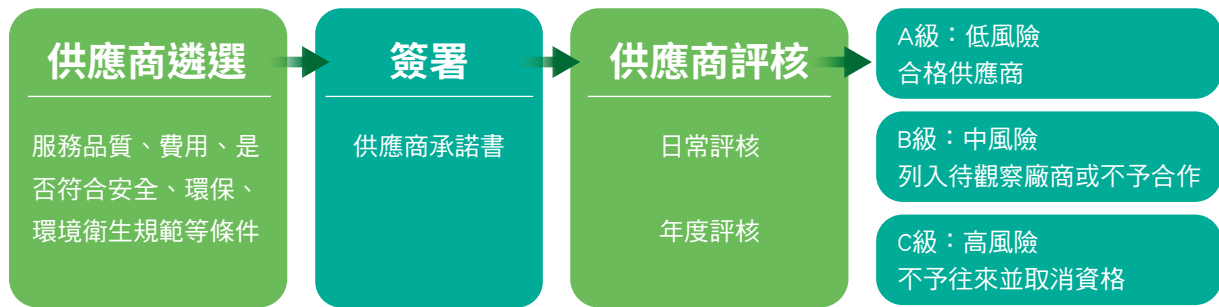 供應商遴選
服務品質、費用、是
否符合安全、環保、
環境衛生規範等條件
簽署
供應商承諾書
供應商評核
日常評核
年度評核
A級：低風險
合格供應商
B級：中風險
列入待觀察廠商或不予合作
C級：高風險
不予往來並取消資格